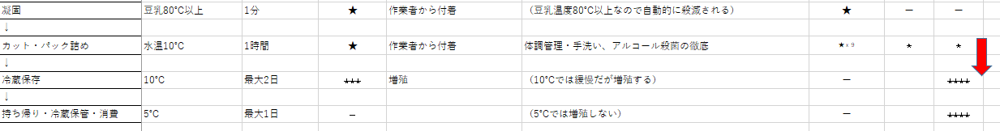 凝固 豆乳80℃以上 1分 ★ 作業者から付着 （豆乳温度80℃以上なので自動的に殺滅される） ★ － －
↓
カット・パック詰め 水温10℃ 1時間 ★ 作業者から付着 体調管理・手洗い、アルコール殺菌の徹底 ★x 9 * *
↓
冷蔵保存 10℃ 最大2日 ★★★ 増殖 （10℃では緩慢だが増殖する） － ★★★★
↓
持ち帰り・冷蔵保管・消費 5℃ 最大1日 － （5℃では増殖しない） － ★★★★